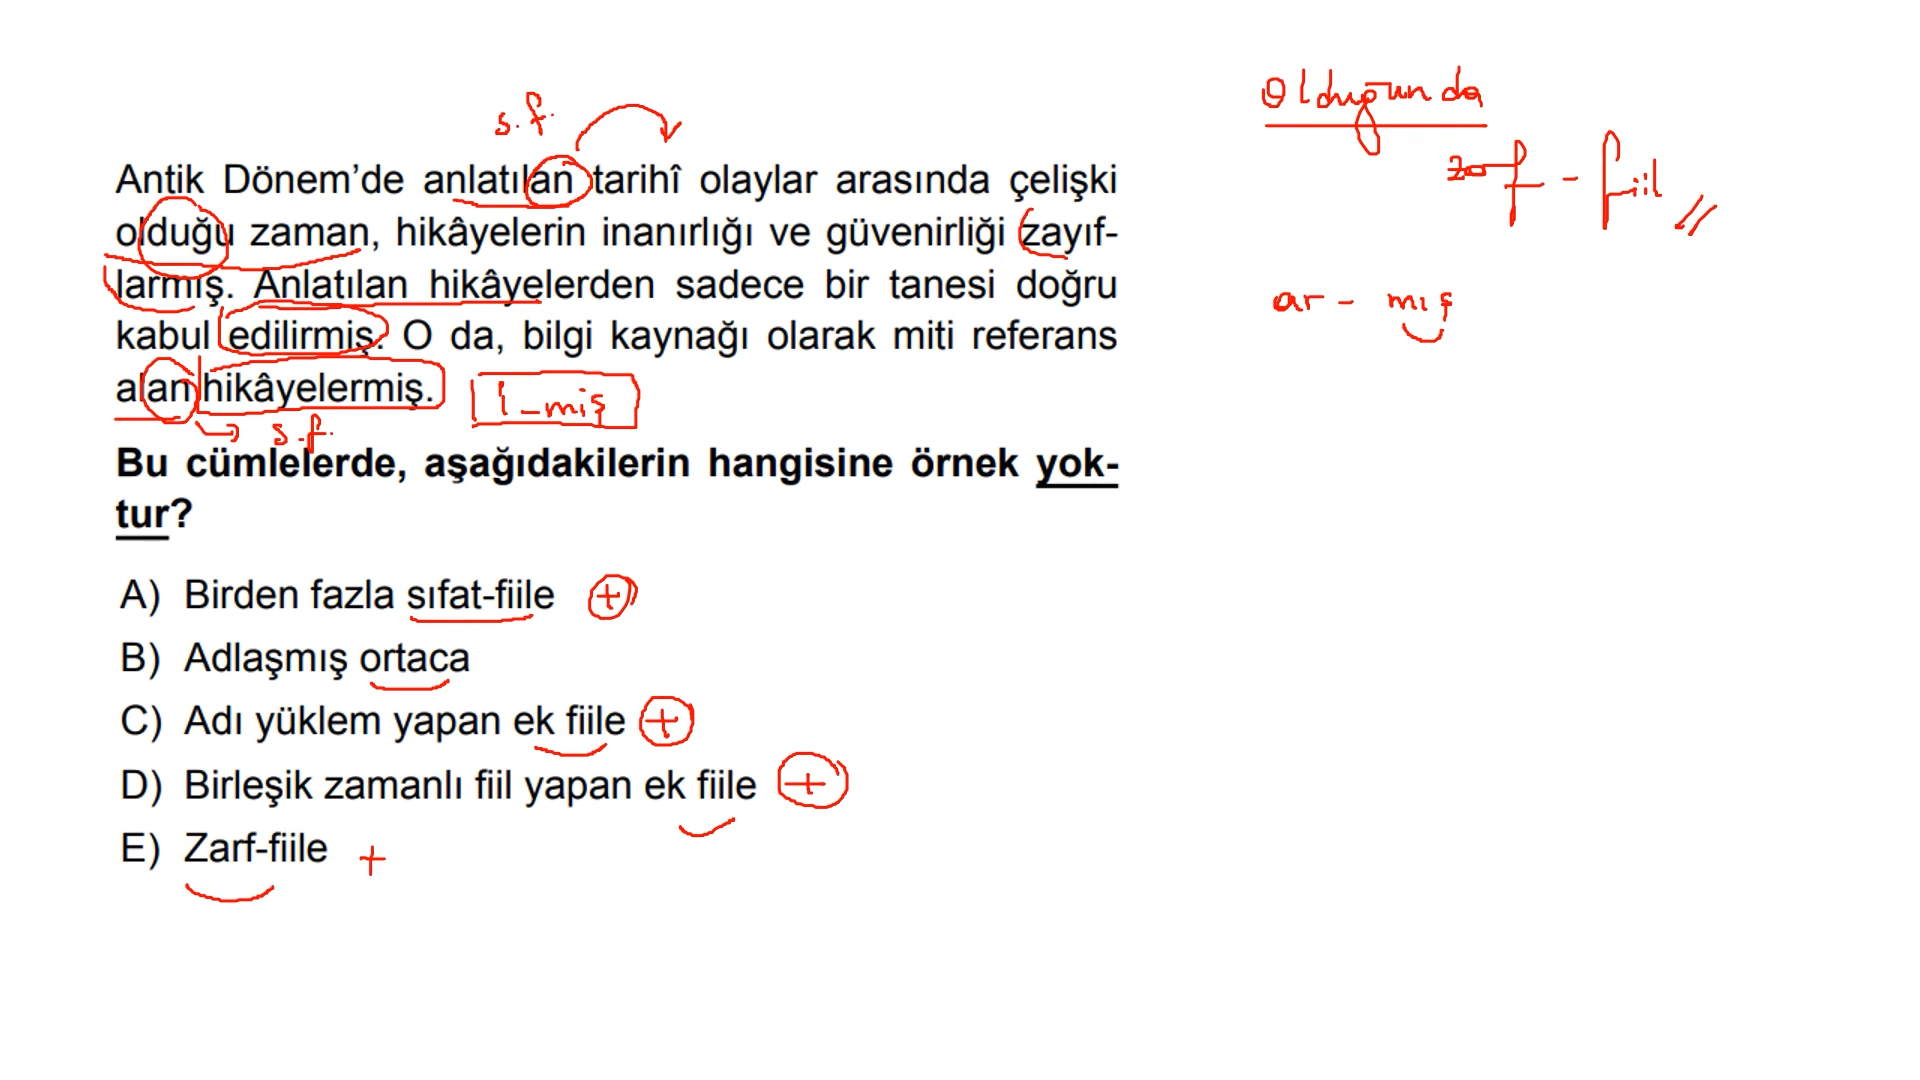 s.f.
Olduğunda
zarf-fiil
Antik Dönem’de anlatılan tarihî olaylar arasında çelişki
olduğu zaman, hikâyelerin inanırlığı ve güvenirliği zayıf-
larmış. Anlatılan hikâyelerden sadece bir tanesi doğru
ar - mış
kabul edilirmiş. O da, bilgi kaynağı olarak miti referans
alan hikâyelermiş.
i-miş
s.f.
Bu cümlelerde, aşağıdakilerin hangisine örnek yok-
tur?
A) Birden fazla sıfat-fiile +
B) Adlaşmış ortaca
C) Adı yüklem yapan ek fiile +
D) Birleşik zamanlı fiil yapan ek fiile +
E) Zarf-fiile +